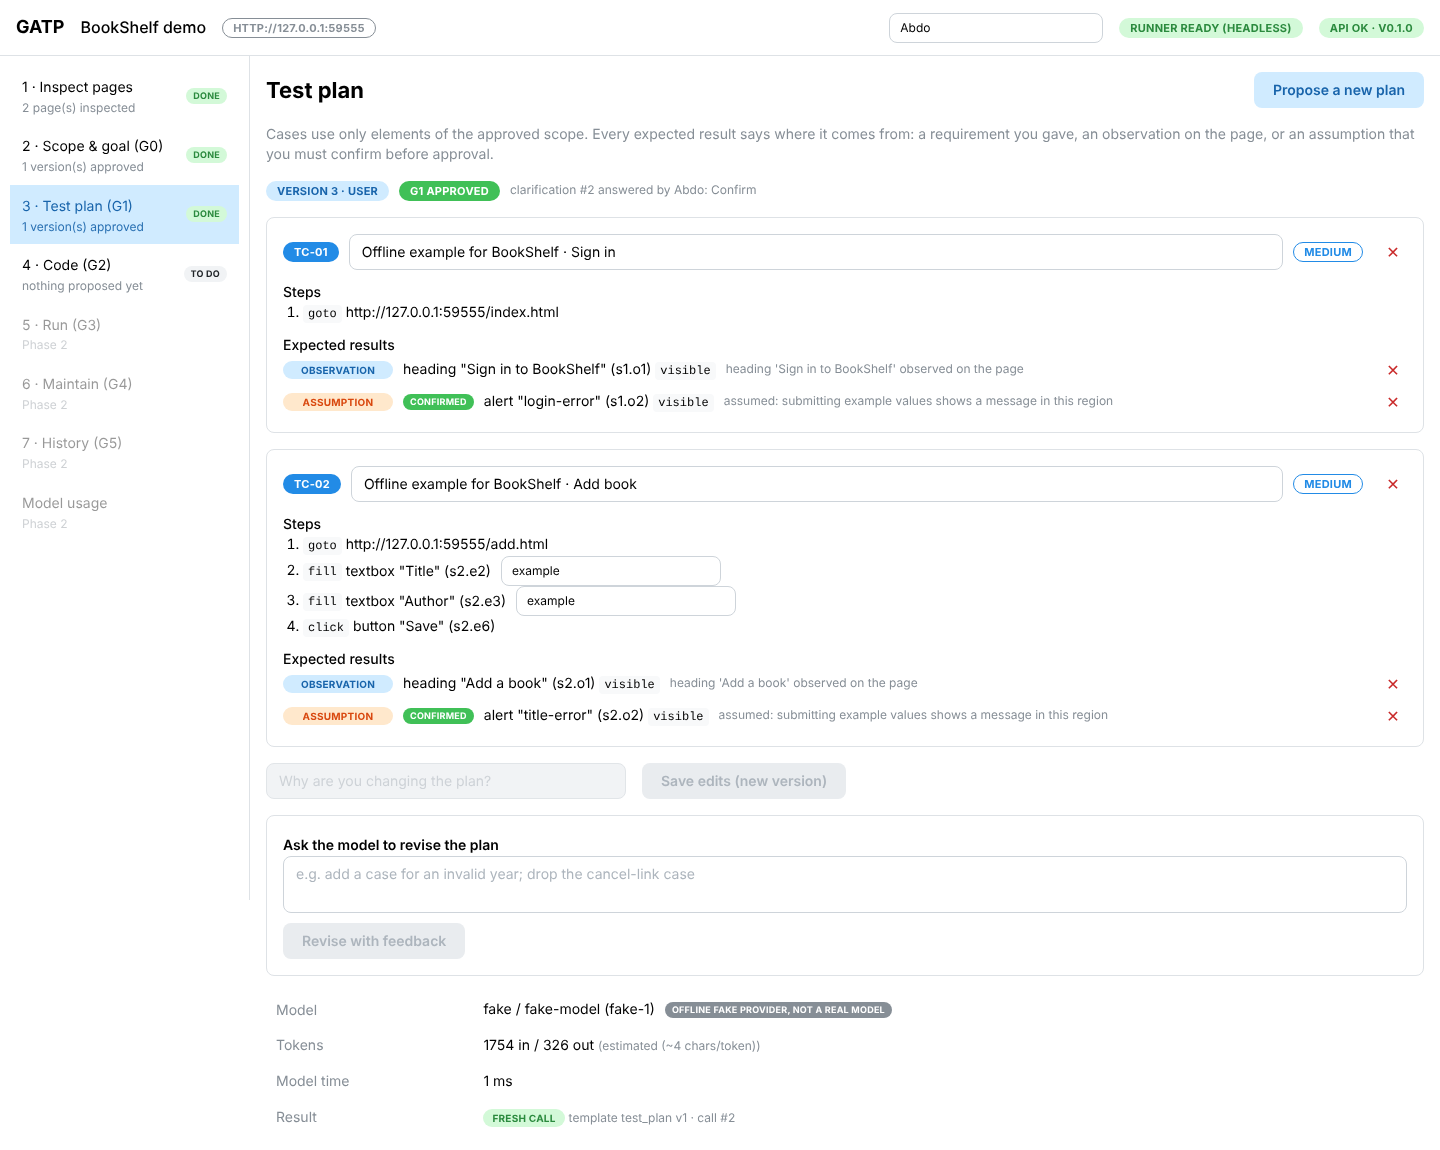 GATP BookShelf demo HTTP://127.0.0.1:59555 Abdo RUNNER READY (HEADLESS) API OK · V0.1.0
1 · Inspect pages
2 page(s) inspected
DONE
2 · Scope & goal (G0)
1 version(s) approved
DONE
3 · Test plan (G1)
1 version(s) approved
DONE
4 · Code (G2)
nothing proposed yet
TO DO
5 · Run (G3)
Phase 2
6 · Maintain (G4)
Phase 2
7 · History (G5)
Phase 2
Model usage
Phase 2
Test plan
Propose a new plan
Cases use only elements of the approved scope. Every expected result says where it comes from: a requirement you gave, an observation on the page, or an assumption that
you must confirm before approval.
VERSION 3 · USER G1 APPROVED clarification #2 answered by Abdo: Confirm
TC-01 Offline example for BookShelf · Sign in MEDIUM ✕
Steps
1. goto http://127.0.0.1:59555/index.html
Expected results
OBSERVATION heading "Sign in to BookShelf" (s1.o1) visible heading 'Sign in to BookShelf' observed on the page ✕
ASSUMPTION CONFIRMED alert "login-error" (s1.o2) visible assumed: submitting example values shows a message in this region ✕
TC-02 Offline example for BookShelf · Add book MEDIUM ✕
Steps
1. goto http://127.0.0.1:59555/add.html
2. fill textbox "Title" (s2.e2) example
3. fill textbox "Author" (s2.e3) example
4. click button "Save" (s2.e6)
Expected results
OBSERVATION heading "Add a book" (s2.o1) visible heading 'Add a book' observed on the page ✕
ASSUMPTION CONFIRMED alert "title-error" (s2.o2) visible assumed: submitting example values shows a message in this region ✕
Why are you changing the plan? Save edits (new version)
Ask the model to revise the plan
e.g. add a case for an invalid year; drop the cancel-link case
Revise with feedback
Model fake / fake-model (fake-1) OFFLINE FAKE PROVIDER, NOT A REAL MODEL
Tokens 1754 in / 326 out (estimated (~4 chars/token))
Model time 1 ms
Result FRESH CALL template test_plan v1 · call #2